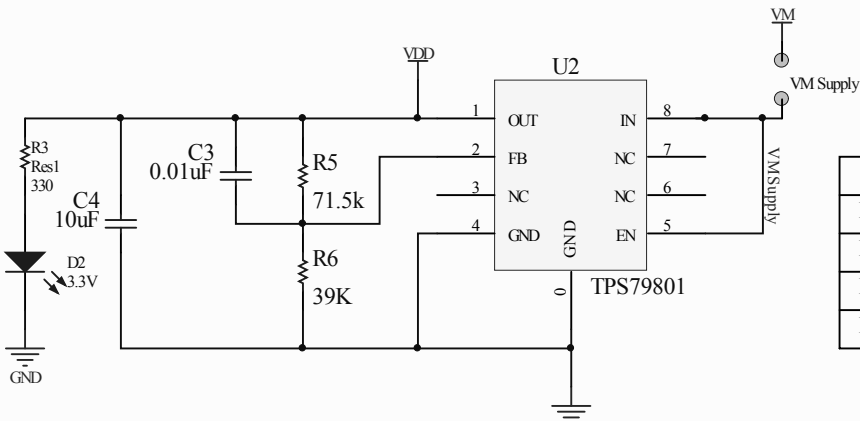 VM
VDD
U2
VM Supply
1
OUT
IN
8
R3
Res1
330
C3
0.01uF
R5
71.5k
2
FB
NC
7
VMSupply
C4
10uF
3
NC
NC
6
4
GND
GND
EN
5
D2
3.3V
R6
39K
0
TPS79801
GND